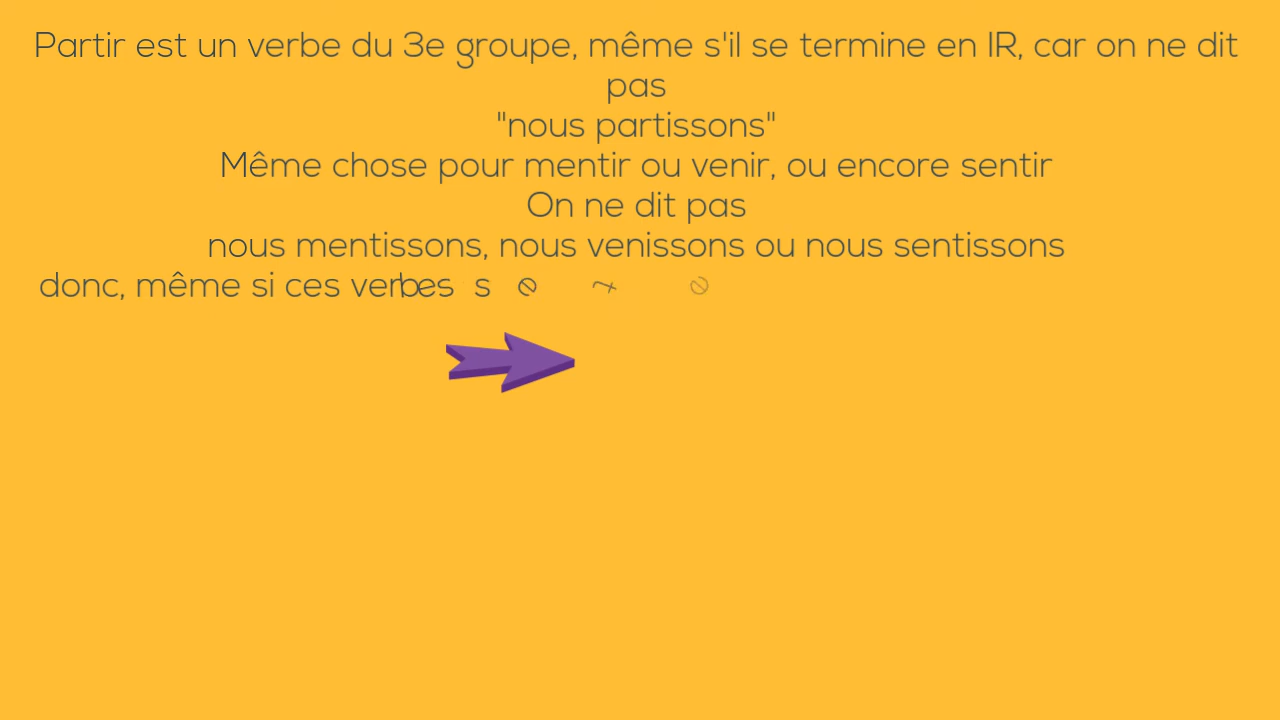 Partir est un verbe du 3e groupe, même s'il se termine en IR, car on ne dit
pas
"nous partissons"
Même chose pour mentir ou venir, ou encore sentir
On ne dit pas
nous mentissons, nous venissons ou nous sentissons
donc, même si ces verbes se